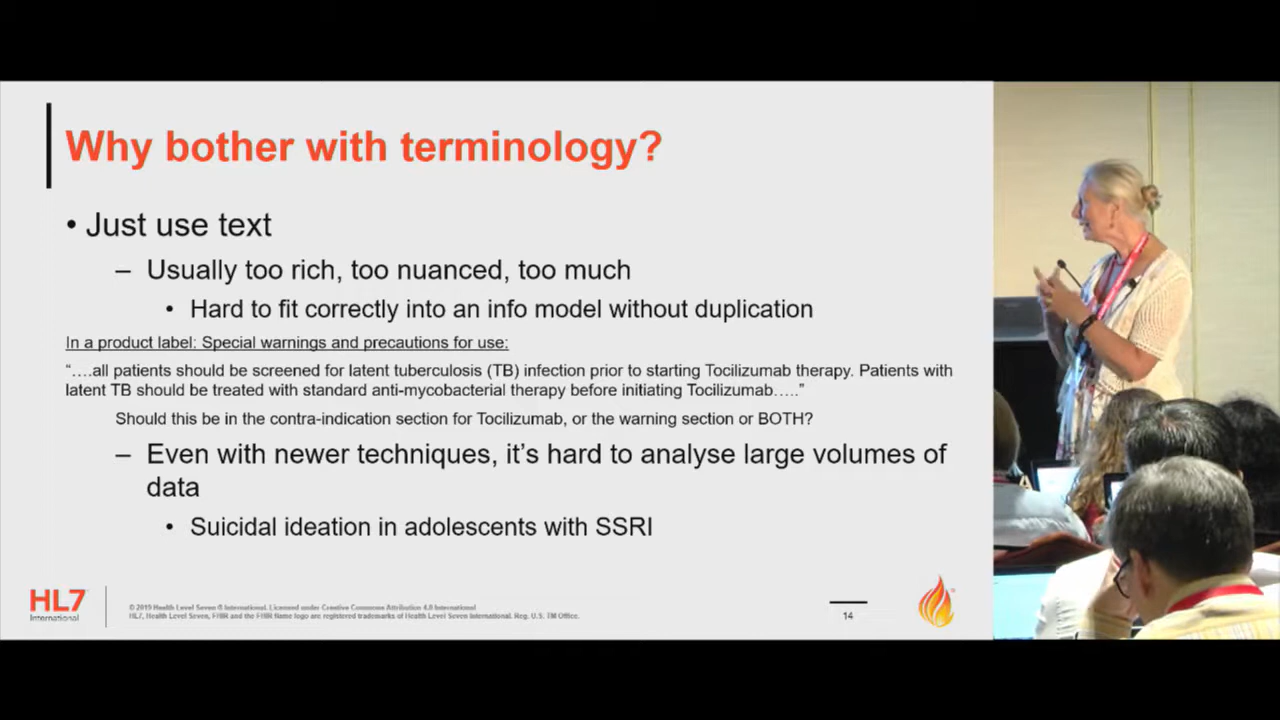 Why bother with terminology?
• Just use text
– Usually too rich, too nuanced, too much
• Hard to fit correctly into an info model without duplication
In a product label: Special warnings and precautions for use:
“….all patients should be screened for latent tuberculosis (TB) infection prior to starting Tocilizumab therapy. Patients with
latent TB should be treated with standard anti-mycobacterial therapy before initiating Tocilizumab…..”
Should this be in the contra-indication section for Tocilizumab, or the warning section or BOTH?
– Even with newer techniques, it’s hard to analyse large volumes of
data
• Suicidal ideation in adolescents with SSRI
HL7
International
© 2019 Health Level Seven ® International. Licensed under Creative Commons Attribution 4.0 International
HL7, Health Level Seven, FHIR and the FHIR flame logo are registered trademarks of Health Level Seven International. Reg. U.S. TM Office.
14